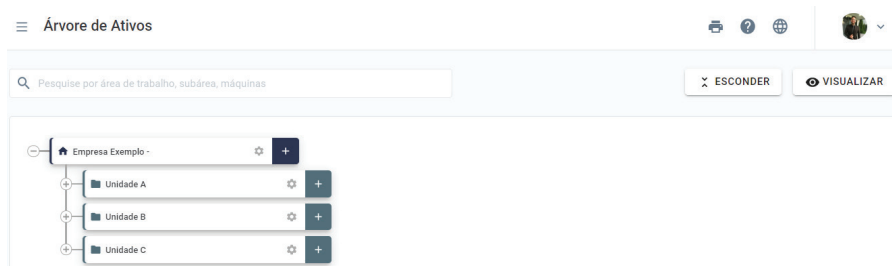 Árvore de Ativos
Pesquise por área de trabalho, subárea, máquinas
ESCONDER
VISUALIZAR
Empresa Exemplo -
Unidade A
Unidade B
Unidade C